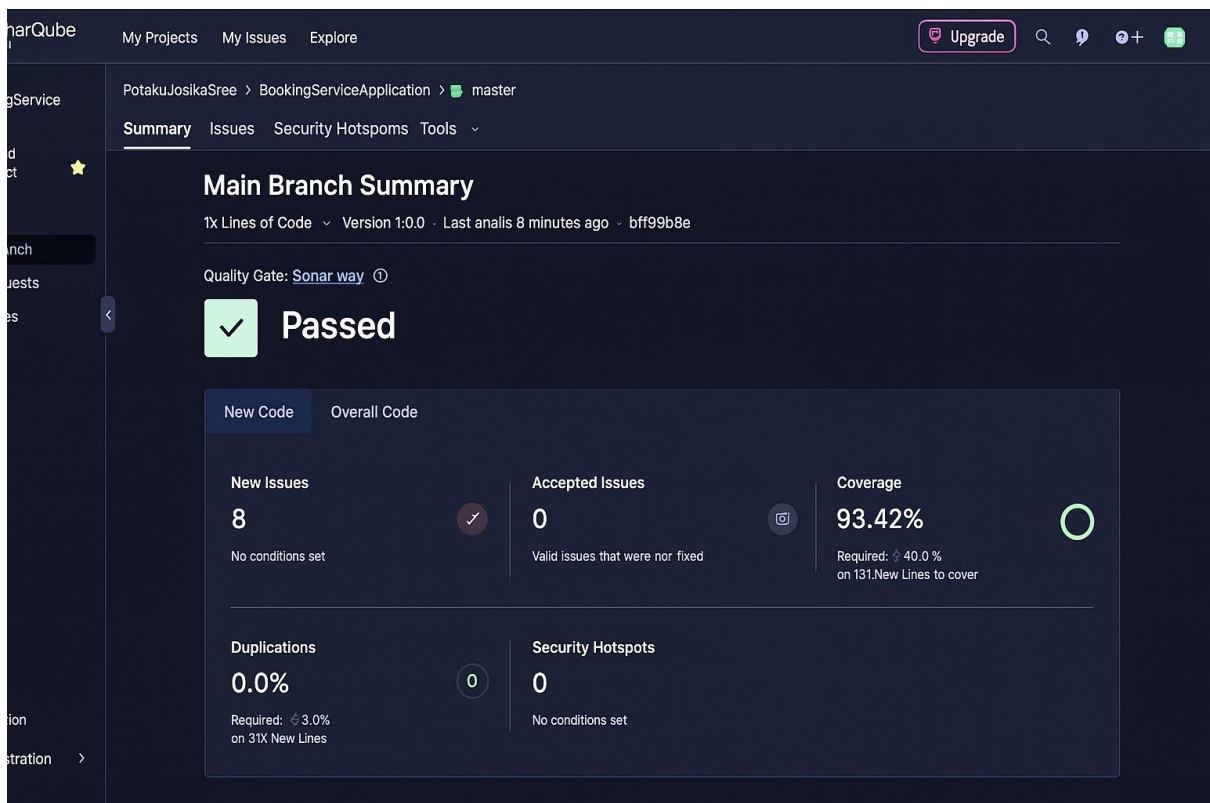 narQube
My Projects My Issues Explore Upgrade
gService
PotakuJosikaSree > BookingServiceApplication > master
Summary Issues Security Hotspoms Tools
d
ct
Main Branch Summary
1X Lines of Code Version 1:0.0 · Last analis 8 minutes ago - bff99b8e
nch
Quality Gate: Sonar way
uests
es
Passed
New Code Overall Code
New Issues Accepted Issues Coverage
8 0 93.42%
No conditions set Valid issues that were nor fixed Required: 40.0 %
on 131.New Lines to cover
Duplications Security Hotspots
0.0% 0 0
Required: 3.0% No conditions set
on 31X New Lines
ion
stration >